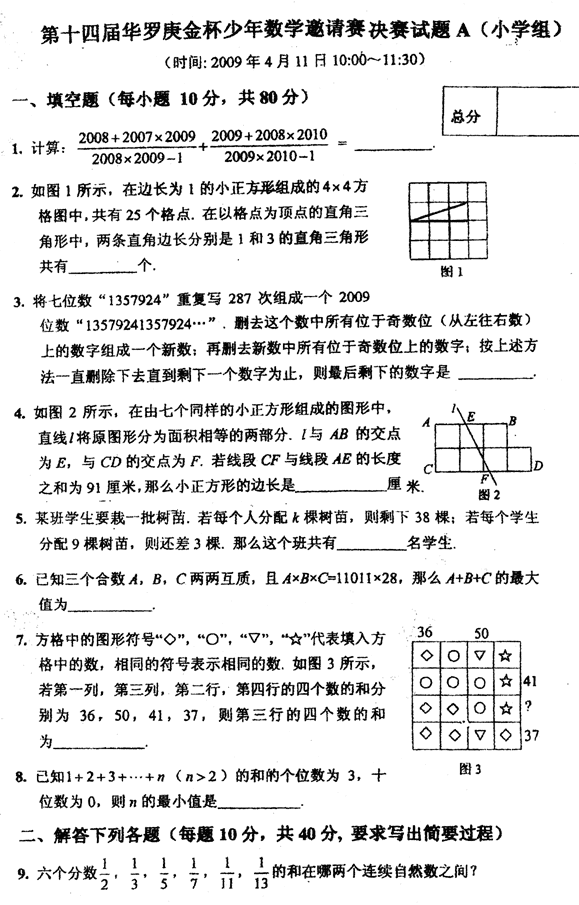 第十四届华罗庚金杯少年数学邀请赛 决赛试题 A（小学组）
（时间: 2009 年 4 月 11 日 10:00～11:30）
一、填空题（每小题 10 分，共 80 分）
总分
1. 计算：(2008+2007×2009)/(2008×2009−1) + (2009+2008×2010)/(2009×2010−1) = ________.
2. 如图 1 所示，在边长为 1 的小正方形组成的 4×4 方
格图中，共有 25 个格点. 在以格点为顶点的直角三
角形中，两条直角边长分别是 1 和 3 的直角三角形
共有________个.
图 1
3. 将七位数“1357924”重复写 287 次组成一个 2009
位数“13579241357924…”. 删去这个数中所有位于奇数位（从左往右数）
上的数字组成一个新数；再删去新数中所有位于奇数位上的数字；按上述方
法一直删除下去直到剩下一个数字为止，则最后剩下的数字是 ________.
4. 如图 2 所示，在由七个同样的小正方形组成的图形中，
直线 l 将原图形分为面积相等的两部分. l 与 AB 的交点
为 E，与 CD 的交点为 F. 若线段 CF 与线段 AE 的长度
之和为 91 厘米，那么小正方形的边长是________厘米.
l
A E B
C F D
图 2
5. 某班学生要栽一批树苗. 若每个人分配 k 棵树苗，则剩下 38 棵；若每个学生
分配 9 棵树苗，则还差 3 棵. 那么这个班共有________名学生.
6. 已知三个合数 A，B，C 两两互质，且 A×B×C=11011×28，那么 A+B+C 的最大
值为________.
7. 方格中的图形符号“◇”，“○”，“▽”，“☆”代表填入方
格中的数，相同的符号表示相同的数. 如图 3 所示，
若第一列，第三列，第二行，第四行的四个数的和分
别为 36，50，41，37，则第三行的四个数的和
为________.
36 50
◇ ○ ▽ ☆
○ ○ ○ ☆ 41
◇ ◇ ○ ☆ ?
◇ ◇ ▽ ◇ 37
图 3
8. 已知1+2+3+⋯+n（n>2）的和的个位数为 3，十
位数为 0，则 n 的最小值是________.
二、解答下列各题（每题 10 分，共 40 分, 要求写出简要过程）
9. 六个分数 1/2，1/3，1/5，1/7，1/11，1/13 的和在哪两个连续自然数之间？